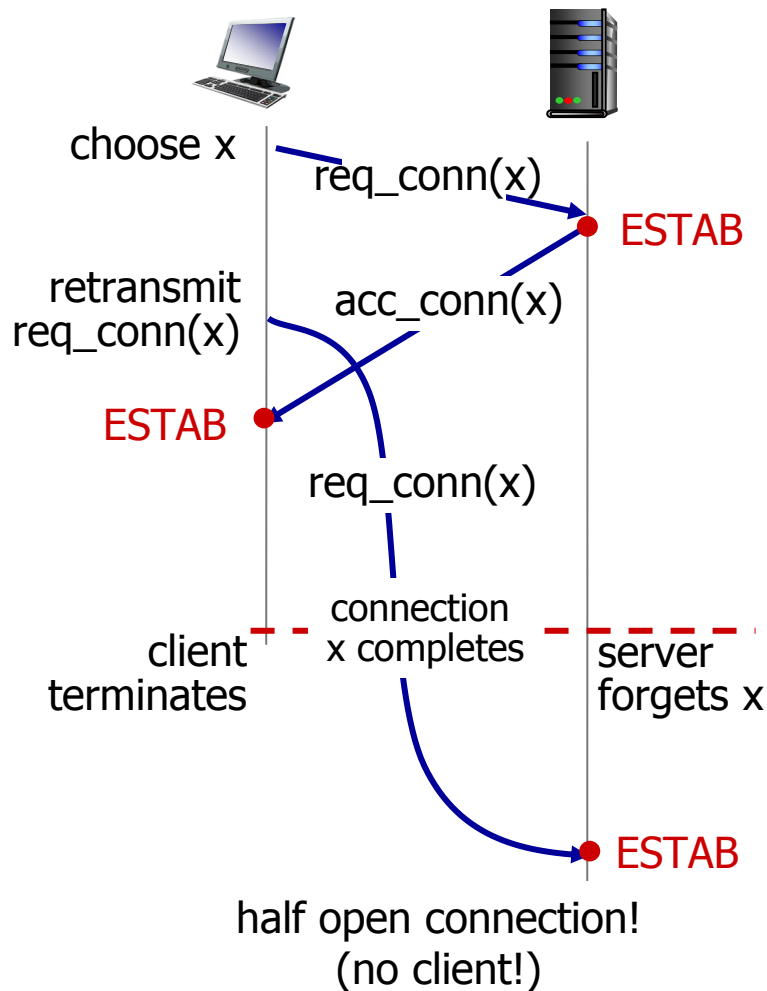 choose x
req_conn(x)
ESTAB
retransmit
req_conn(x)
acc_conn(x)
ESTAB
req_conn(x)
connection
x completes
client
terminates
server
forgets x
ESTAB
half open connection!
(no client!)